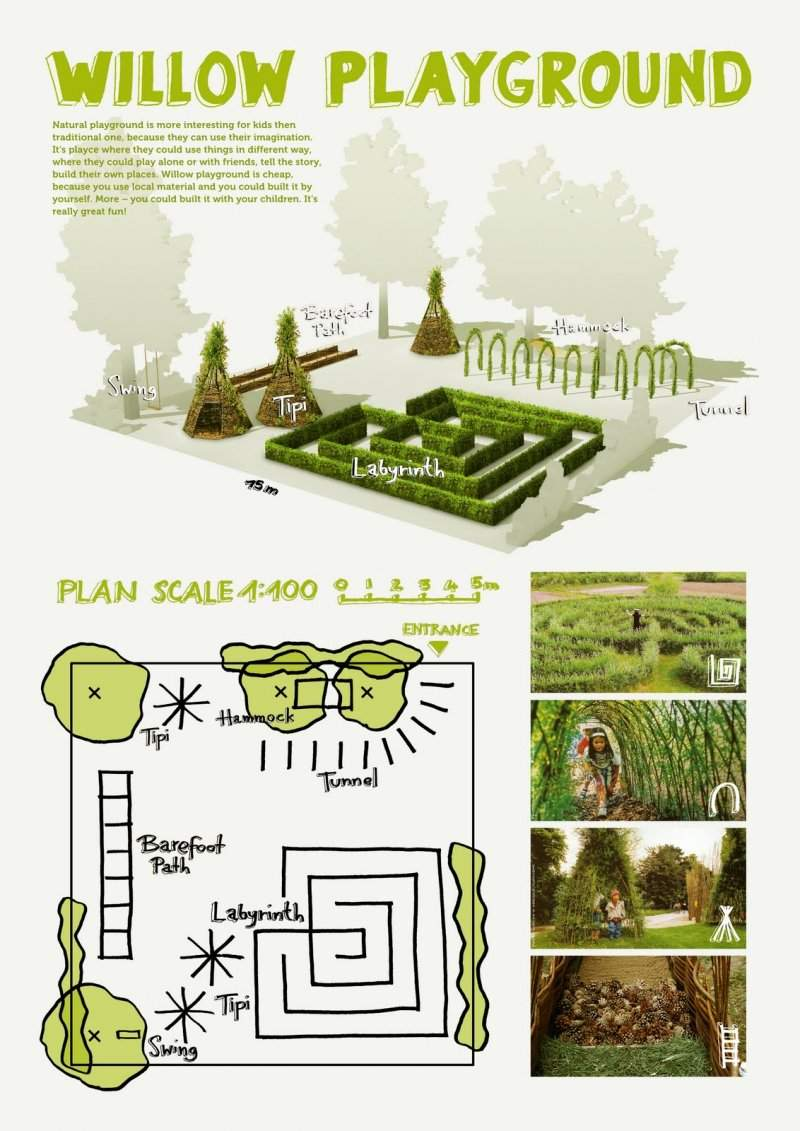 WILLOW PLAYGROUND
Natural playground is more interesting for kids then
traditional one, because they can use their imagination.
It's playce where they could use things in different way,
where they could play alone or with friends, tell the story,
build their own places. Willow playground is cheap,
because you use local material and you could built it by
yourself. More – you could built it with your children. It's
really great fun!
Barefoot
Path
Hammock
Swing
Tipi
Tunnel
Labyrinth
15m
PLAN SCALE 1:100 0 1 2 3 4 5m
ENTRANCE
Hammock
Tipi
Tunnel
Barefoot
Path
Labyrinth
Tipi
Swing